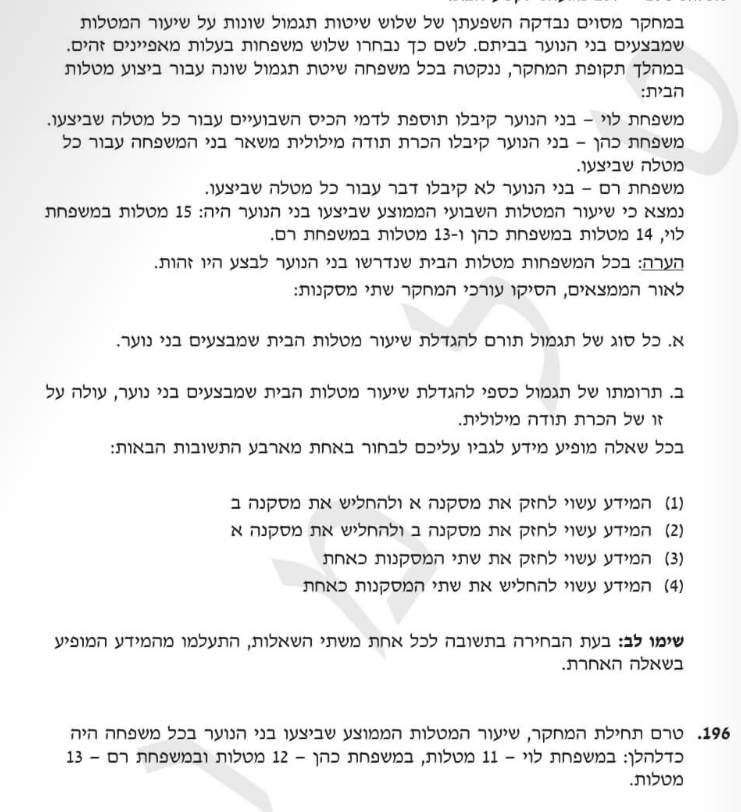 במחקר מסוים נבדקה השפעתן של שלוש שיטות תגמול שונות על שיעור המטלות
שמבצעים בני הנוער בביתם. לשם כך נבחרו שלוש משפחות בעלות מאפיינים זהים.
במהלך תקופת המחקר, ננקטה בכל משפחה שיטת תגמול שונה עבור ביצוע מטלות
הבית:
משפחת לוי – בני הנוער קיבלו תוספת לדמי הכיס השבועיים עבור כל מטלה שביצעו.
משפחת כהן – בני הנוער קיבלו הכרת תודה מילולית משאר בני המשפחה עבור כל
מטלה שביצעו.
משפחת רם – בני הנוער לא קיבלו דבר עבור כל מטלה שביצעו.
נמצא כי שיעור המטלות השבועי הממוצע שביצעו בני הנוער היה: 15 מטלות במשפחת
לוי, 14 מטלות במשפחת כהן ו-13 מטלות במשפחת רם.
הערה: בכל המשפחות מטלות הבית שנדרשו בני הנוער לבצע היו זהות.
לאור הממצאים, הסיקו עורכי המחקר שתי מסקנות:
א. כל סוג של תגמול תורם להגדלת שיעור מטלות הבית שמבצעים בני נוער.
ב. תרומתו של תגמול כספי להגדלת שיעור מטלות הבית שמבצעים בני נוער, עולה על
זו של הכרת תודה מילולית.
בכל שאלה מופיע מידע לגביו עליכם לבחור באחת מארבע התשובות הבאות:
(1) המידע עשוי לחזק את מסקנה א ולהחליש את מסקנה ב
(2) המידע עשוי לחזק את מסקנה ב ולהחליש את מסקנה א
(3) המידע עשוי לחזק את שתי המסקנות כאחת
(4) המידע עשוי להחליש את שתי המסקנות כאחת
שימו לב: בעת הבחירה בתשובה לכל אחת משתי השאלות, התעלמו מהמידע המופיע
בשאלה האחרת.
196. טרם תחילת המחקר, שיעור המטלות הממוצע שביצעו בני הנוער בכל משפחה היה
כדלהלן: במשפחת לוי – 11 מטלות, במשפחת כהן – 12 מטלות ובמשפחת רם – 13
מטלות.